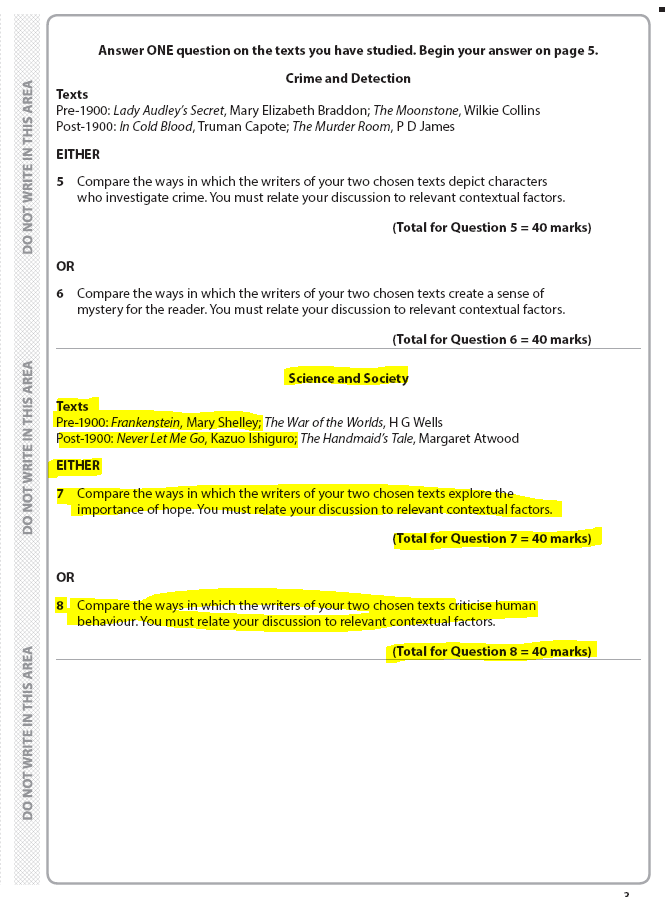 DO NOT WRITE IN THIS AREA
DO NOT WRITE IN THIS AREA
DO NOT WRITE IN THIS AREA
Answer ONE question on the texts you have studied. Begin your answer on page 5.
Crime and Detection
Texts
Pre-1900: Lady Audley's Secret, Mary Elizabeth Braddon; The Moonstone, Wilkie Collins
Post-1900: In Cold Blood, Truman Capote; The Murder Room, P D James
EITHER
5 Compare the ways in which the writers of your two chosen texts depict characters
who investigate crime. You must relate your discussion to relevant contextual factors.
(Total for Question 5 = 40 marks)
OR
6 Compare the ways in which the writers of your two chosen texts create a sense of
mystery for the reader. You must relate your discussion to relevant contextual factors.
(Total for Question 6 = 40 marks)
Science and Society
Texts
Pre-1900: Frankenstein, Mary Shelley; The War of the Worlds, H G Wells
Post-1900: Never Let Me Go, Kazuo Ishiguro; The Handmaid's Tale, Margaret Atwood
EITHER
7 Compare the ways in which the writers of your two chosen texts explore the
importance of hope. You must relate your discussion to relevant contextual factors.
(Total for Question 7 = 40 marks)
OR
8 Compare the ways in which the writers of your two chosen texts criticise human
behaviour. You must relate your discussion to relevant contextual factors.
(Total for Question 8 = 40 marks)